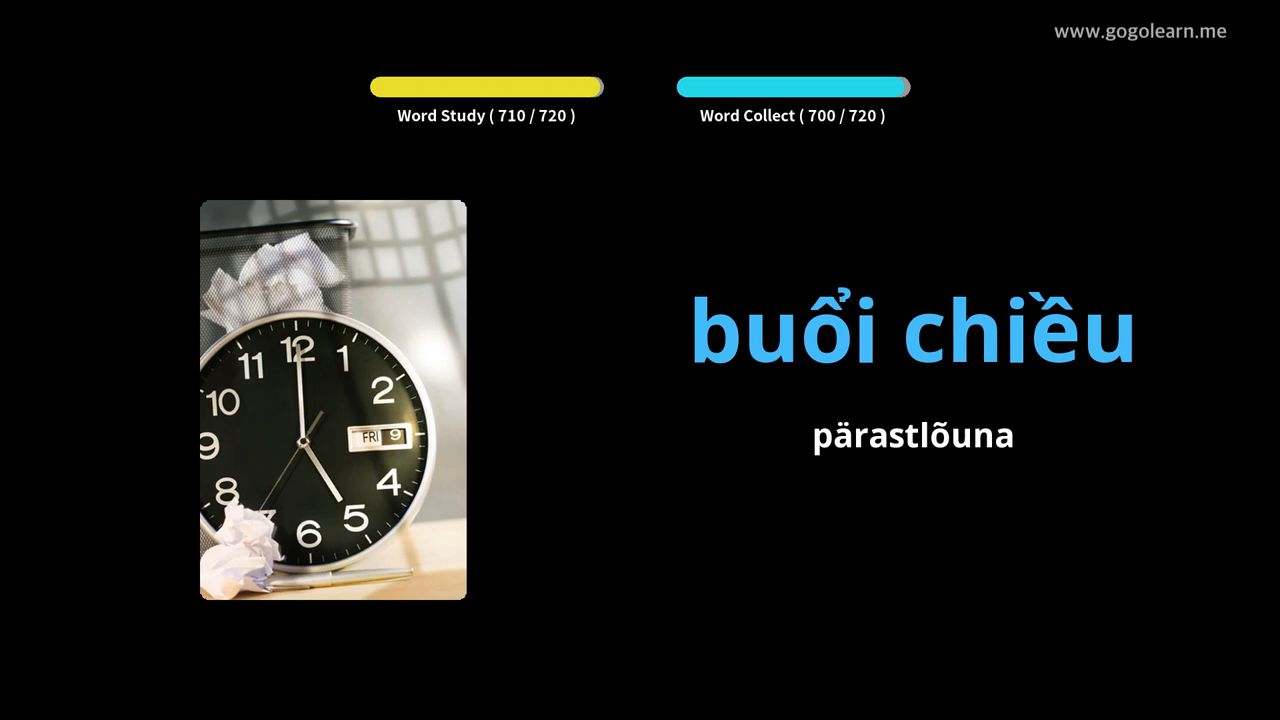 www.gogolearn.me
Word Study ( 710 / 720 )
Word Collect ( 700 / 720 )
12
11
1
10
2
9
FRI 9
8
4
7
5
6
buổi chiều
pärastlõuna